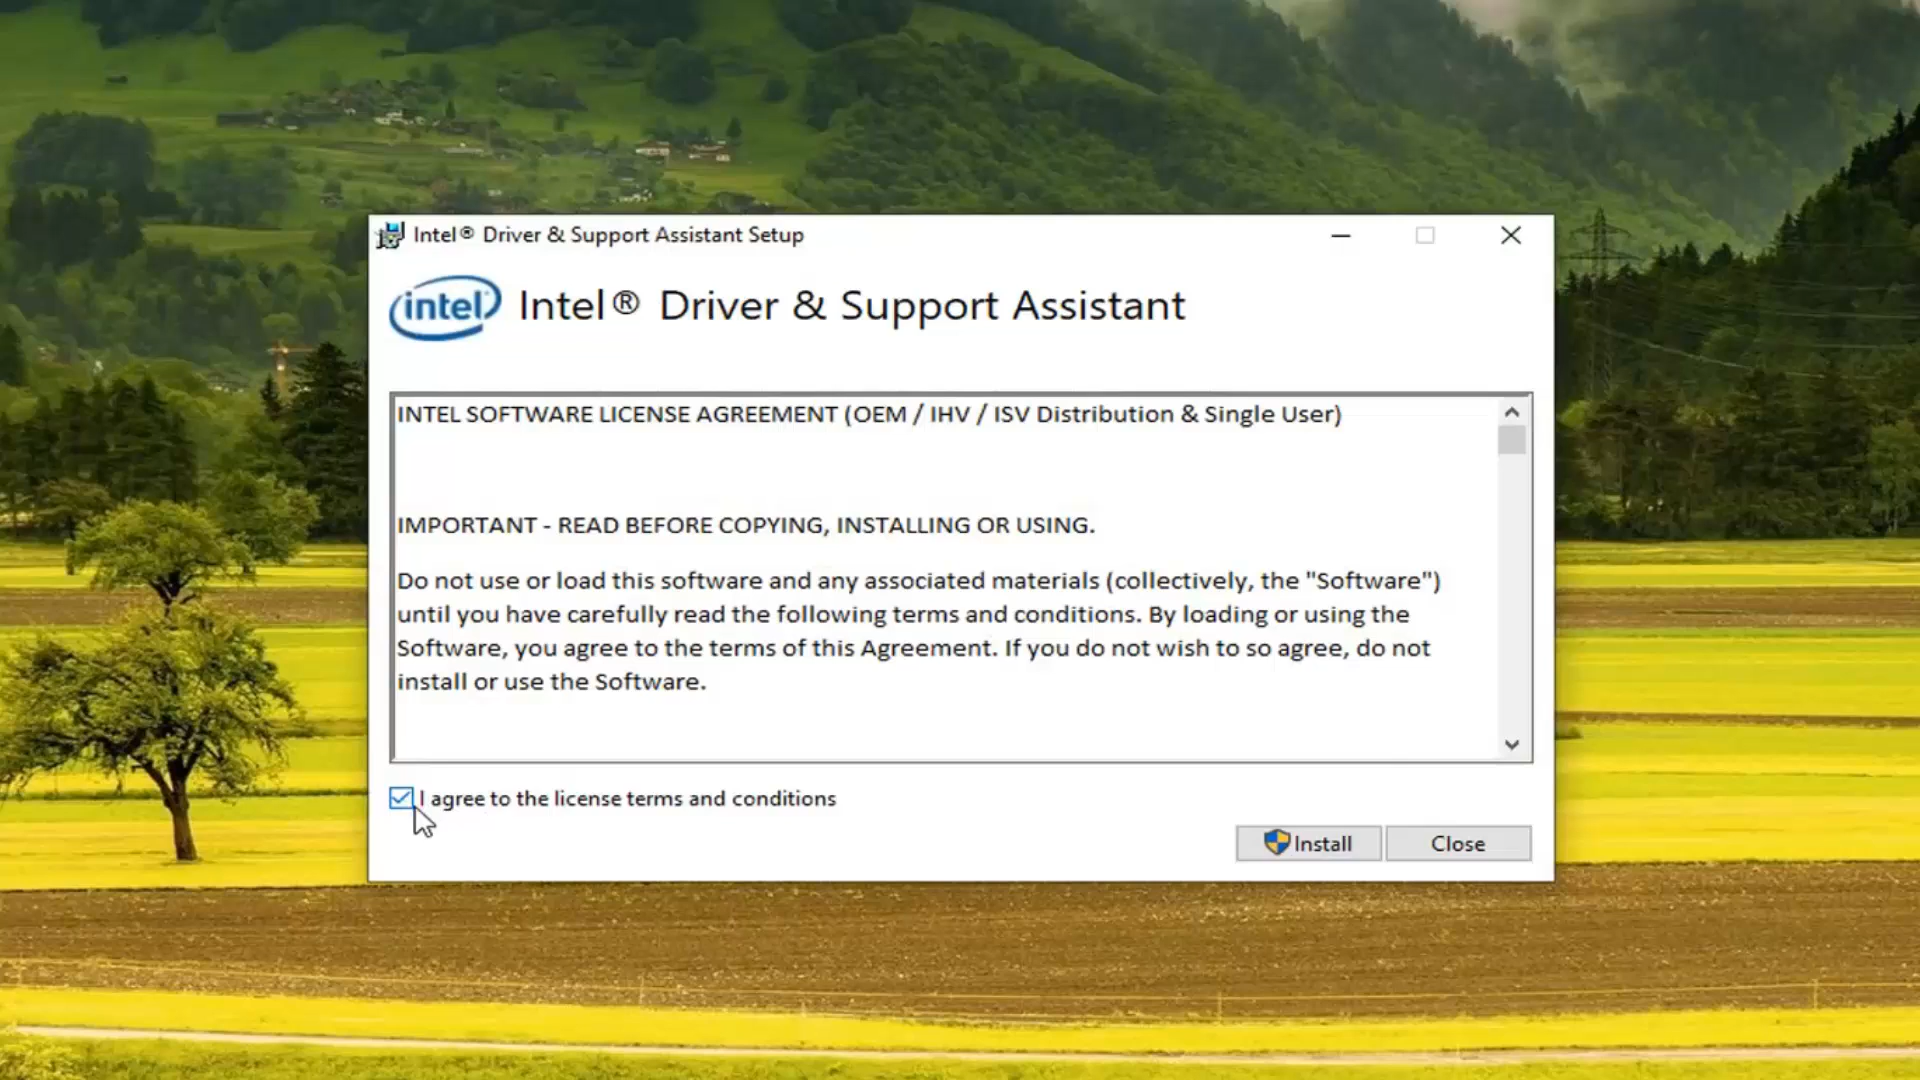 Intel® Driver & Support Assistant Setup
intel Intel® Driver & Support Assistant
INTEL SOFTWARE LICENSE AGREEMENT (OEM / IHV / ISV Distribution & Single User)
IMPORTANT - READ BEFORE COPYING, INSTALLING OR USING.
Do not use or load this software and any associated materials (collectively, the "Software")
until you have carefully read the following terms and conditions. By loading or using the
Software, you agree to the terms of this Agreement. If you do not wish to so agree, do not
install or use the Software.
I agree to the license terms and conditions
Install Close